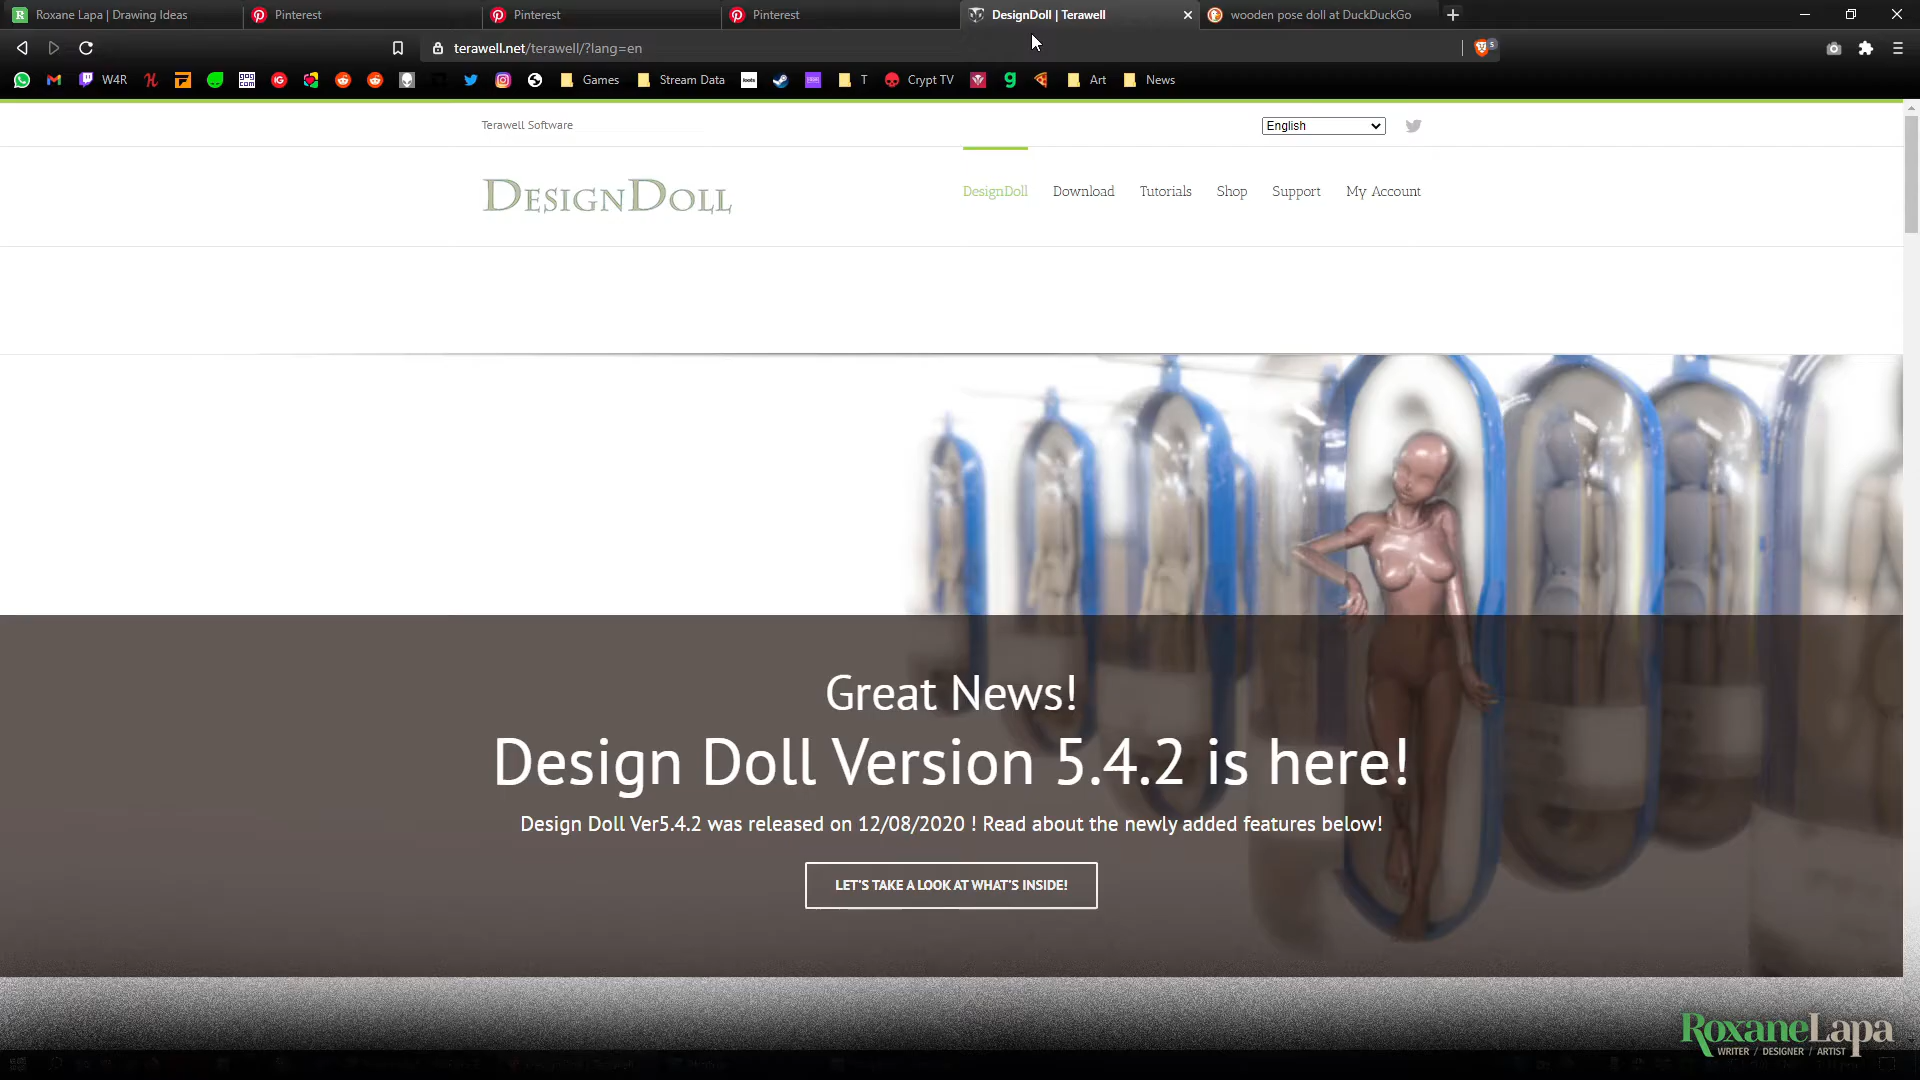 Roxane Lapa | Drawing Ideas
Pinterest
Pinterest
Pinterest
DesignDoll | Terawell
wooden pose doll at DuckDuckGo
terawell.net/terawell/?lang=en
W4R
Games
Stream Data
T
Crypt TV
Art
News
Terawell Software
English
DESIGNDOLL
DesignDoll
Download
Tutorials
Shop
Support
My Account
Great News!
Design Doll Version 5.4.2 is here!
Design Doll Ver5.4.2 was released on 12/08/2020 ! Read about the newly added features below!
LET'S TAKE A LOOK AT WHAT'S INSIDE!
RoxaneLapa
WRITER / DESIGNER / ARTIST